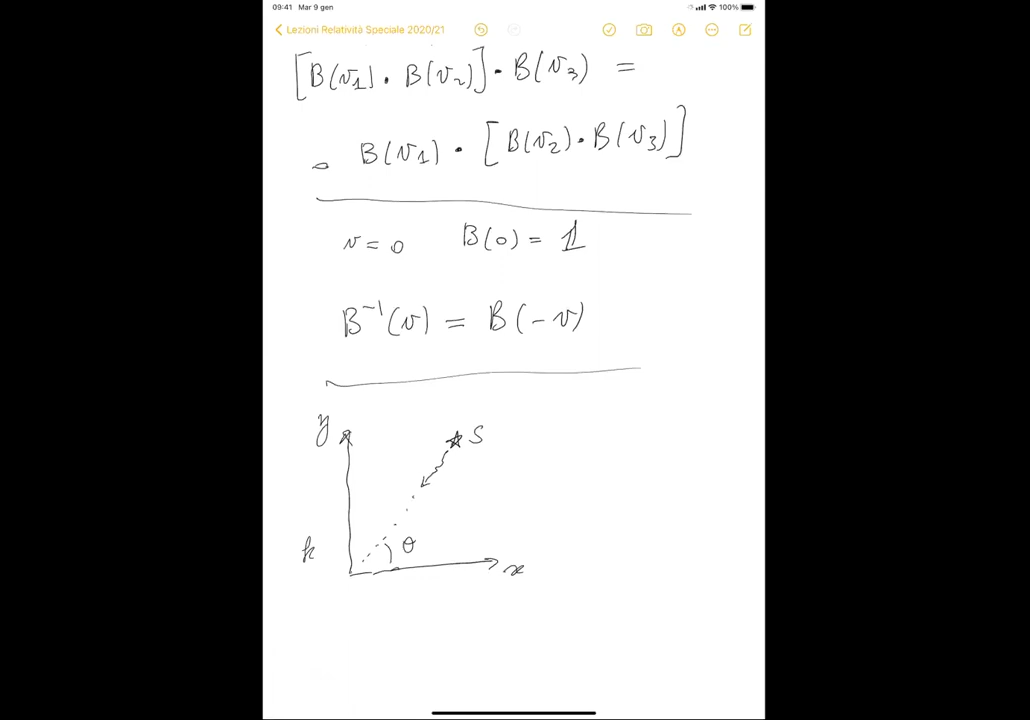 09:41 Mar 9 gen 100%
Lezioni Relatività Speciale 2020/21
[B(v₁) · B(v₂)] · B(v₃) =
= B(v₁) · [B(v₂) · B(v₃)]
v = 0 B(0) = 1
B⁻¹(v) = B(-v)
y S
k θ
x